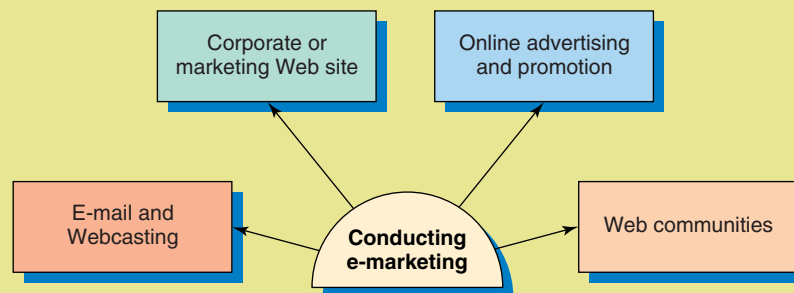 Corporate or
marketing Web site
Online advertising
and promotion
E-mail and
Webcasting
Conducting
e-marketing
Web communities